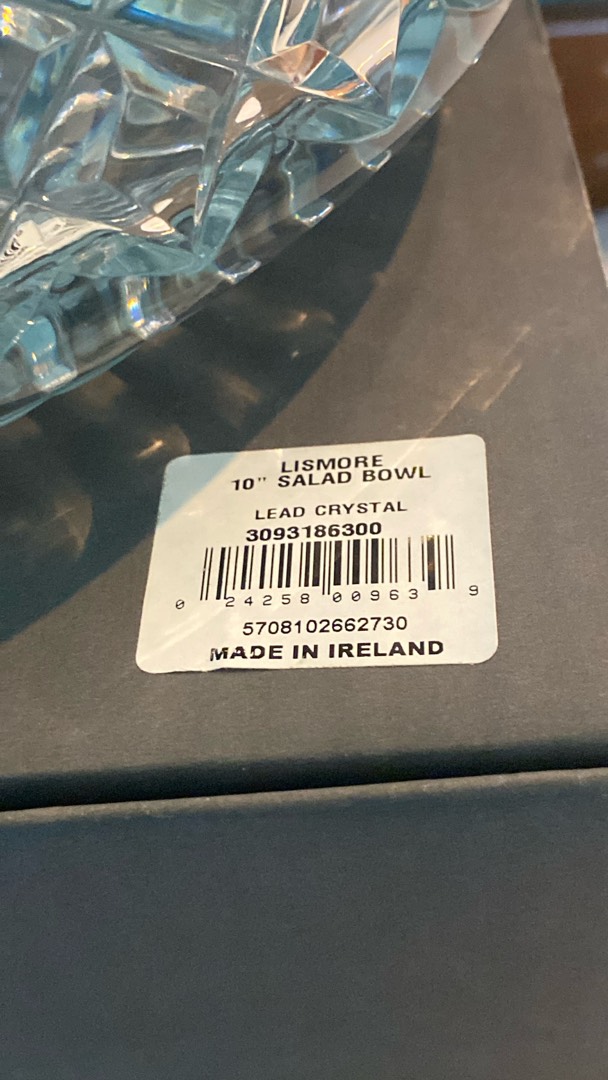 LISMORE
10" SALAD BOWL
LEAD CRYSTAL
3093186300
0 24258 00963 9
5708102662730
MADE IN IRELAND